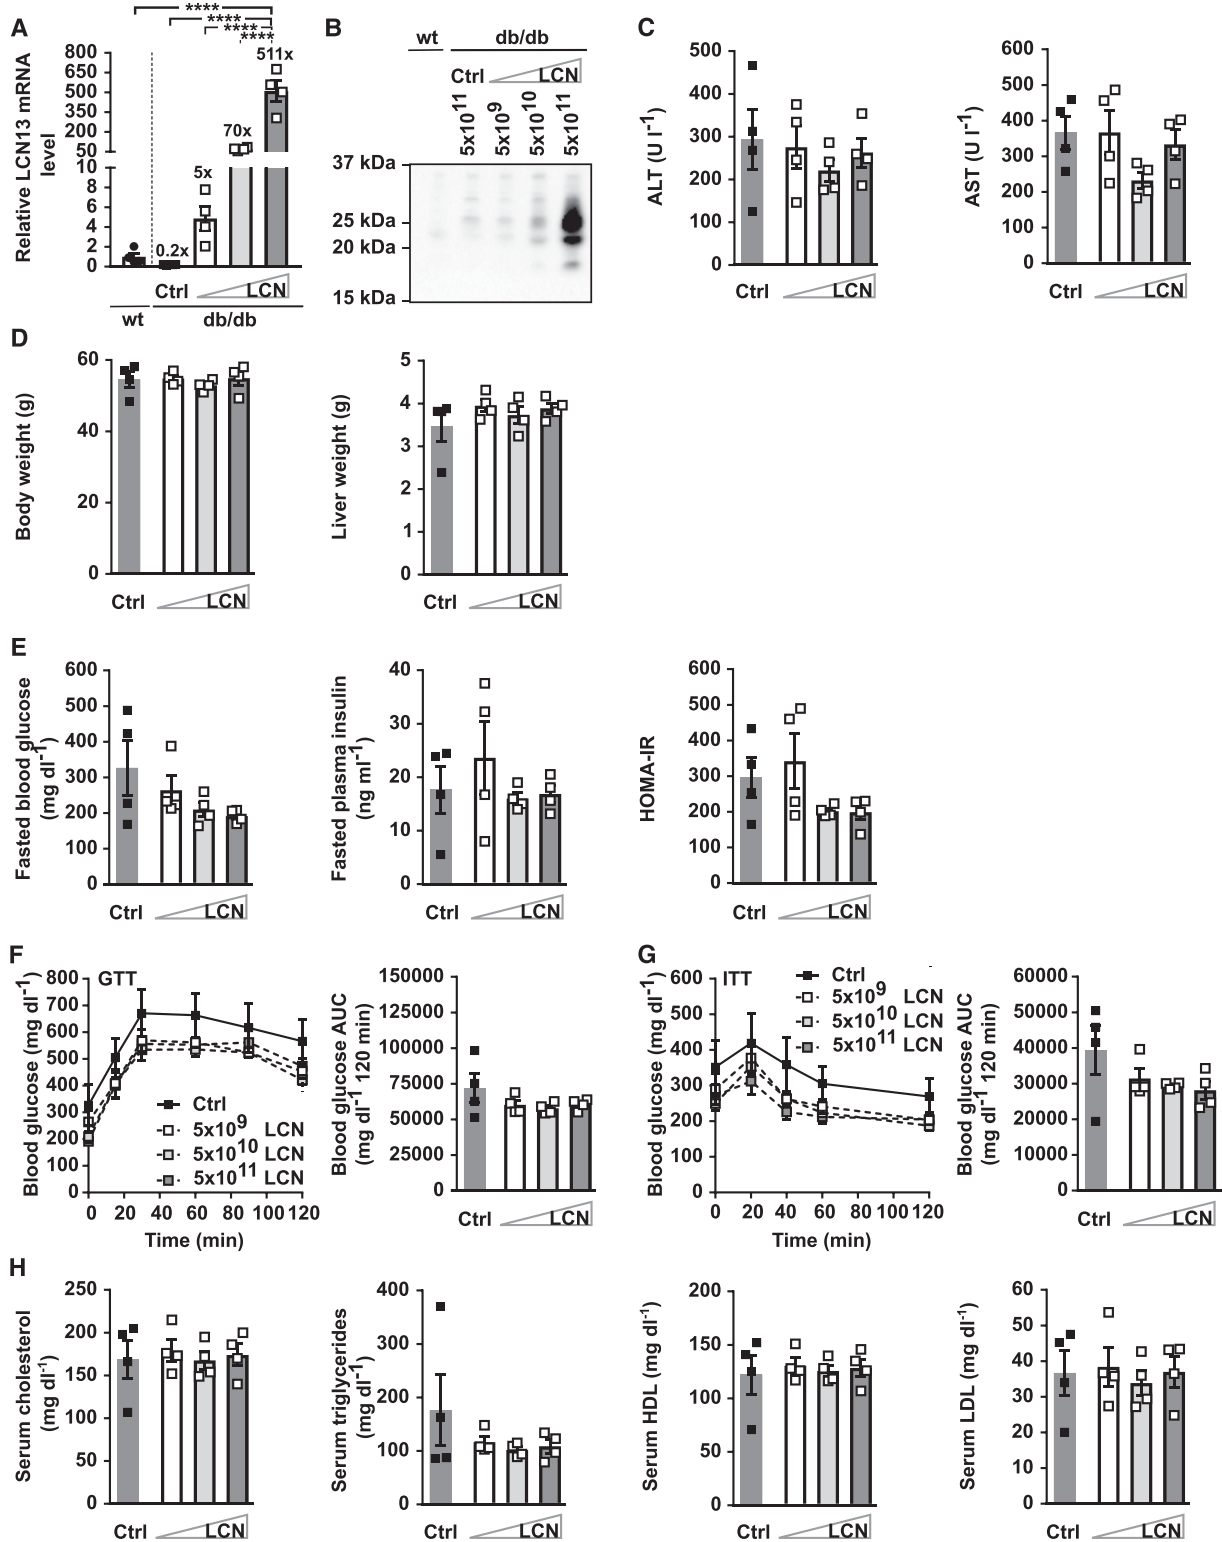 A
Relative LCN13 mRNA
level
800
650
500
350
200
50
10
8
6
4
2
0
****
****
****
****
0.2x
5x
70x
511x
Ctrl
LCN
wt
db/db
B
wt
db/db
Ctrl
LCN
5x10^11
5x10^9
5x10^10
5x10^11
37 kDa
25 kDa
20 kDa
15 kDa
C
ALT (U l^-1)
500
400
300
200
100
0
Ctrl
LCN
AST (U l^-1)
600
500
400
300
200
100
0
Ctrl
LCN
D
Body weight (g)
60
40
20
0
Ctrl
LCN
Liver weight (g)
5
4
3
2
1
0
Ctrl
LCN
E
Fasted blood glucose
(mg dl^-1)
600
500
400
300
200
100
0
Ctrl
LCN
Fasted plasma insulin
(ng ml^-1)
40
30
20
10
0
Ctrl
LCN
HOMA-IR
600
500
400
300
200
100
0
Ctrl
LCN
F
Blood glucose (mg dl^-1)
GTT
800
700
600
500
400
300
200
100
0
Ctrl
5x10^9 LCN
5x10^10 LCN
5x10^11 LCN
0 20 40 60 80 100 120
Time (min)
Blood glucose AUC
(mg dl^-1 120 min)
150000
125000
100000
75000
50000
25000
0
Ctrl
LCN
G
Blood glucose (mg dl^-1)
ITT
600
500
400
300
200
100
0
Ctrl
5x10^9 LCN
5x10^10 LCN
5x10^11 LCN
0 20 40 60 80 100 120
Time (min)
Blood glucose AUC
(mg dl^-1 120 min)
60000
50000
40000
30000
20000
10000
0
Ctrl
LCN
H
Serum cholesterol
(mg dl^-1)
250
200
150
100
50
0
Ctrl
LCN
Serum triglycerides
(mg dl^-1)
400
300
200
100
0
Ctrl
LCN
Serum HDL (mg dl^-1)
200
150
100
50
0
Ctrl
LCN
Serum LDL (mg dl^-1)
60
50
40
30
20
10
0
Ctrl
LCN